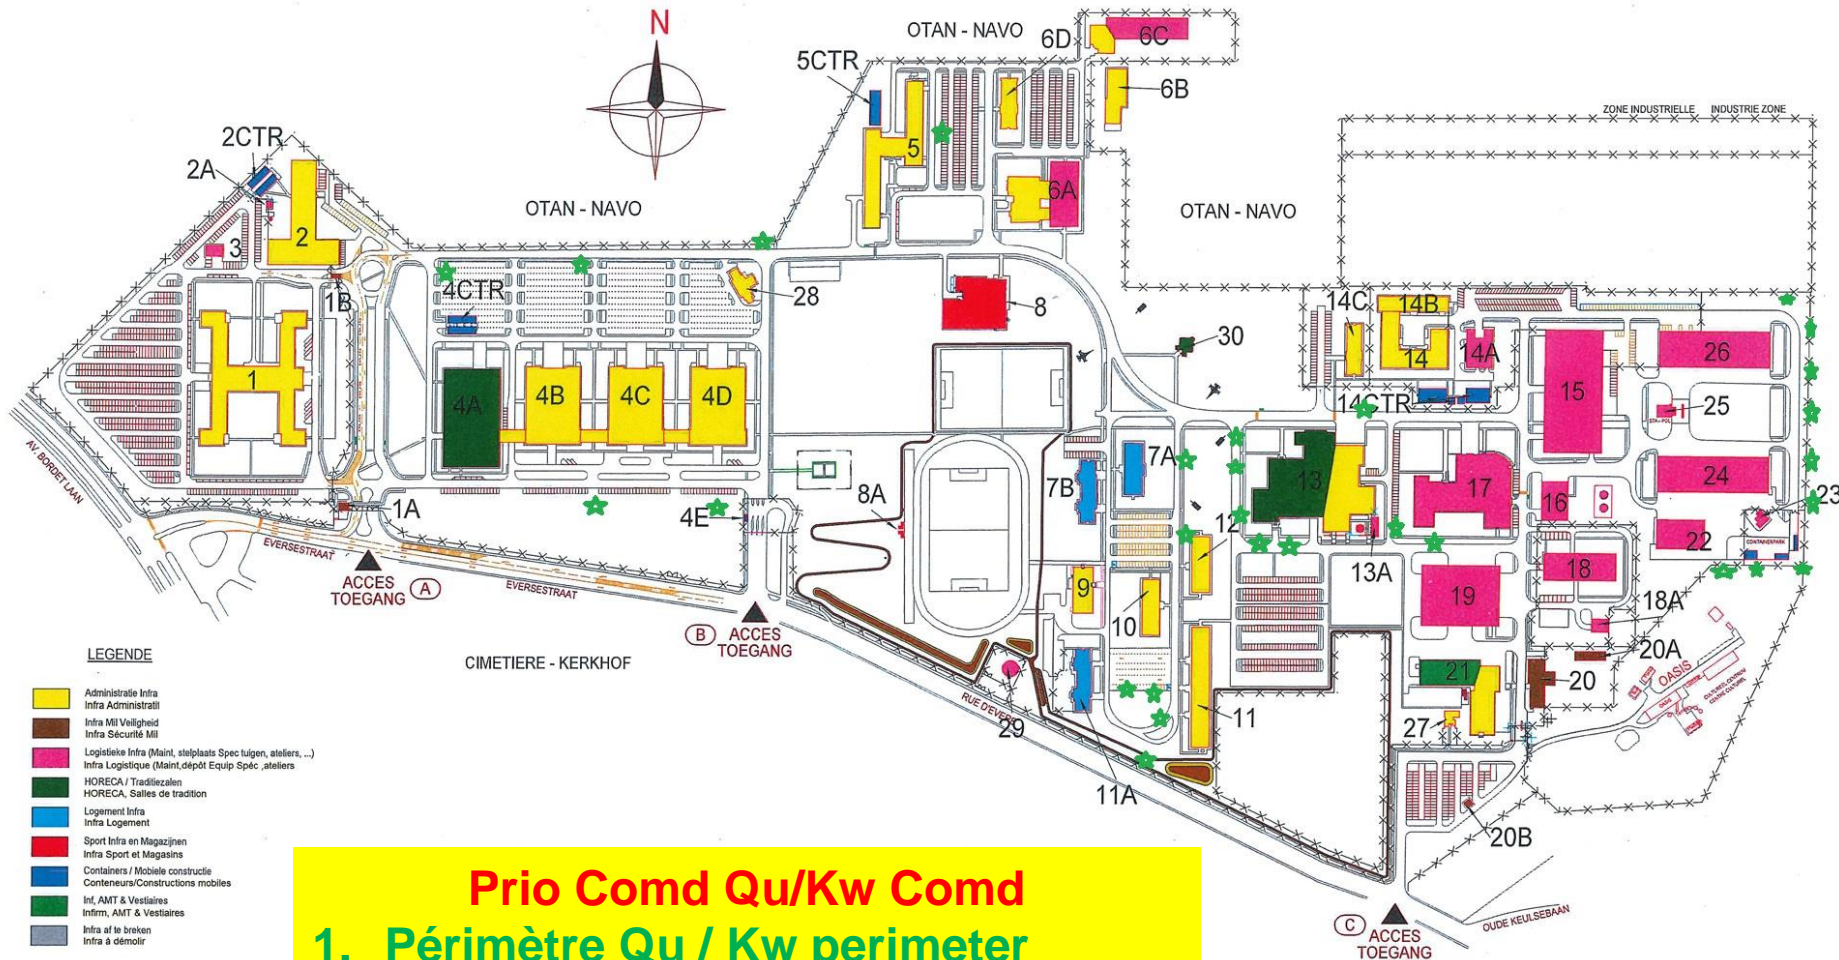 N
OTAN - NAVO
6D
6C
5CTR
6B
ZONE INDUSTRIELLE INDUSTRIE ZONE
2CTR
2A
5
6A
OTAN - NAVO
OTAN - NAVO
2
3
1B
4CTR
28
8
30
14C
14B
14
14A
14CTR
15
26
25
1
4A
4B
4C
4D
7A
7B
13
17
16
24
23
AV. BORDET LAAN
1A
4E
8A
12
13A
22
CONTAINERPARK
EVERSESTRAAT
ACCES
TOEGANG
A
EVERSESTRAAT
B
ACCES
TOEGANG
9
10
19
18
18A
CIMETIERE - KERKHOF
20A
21
20
OASIS
CULTUREEL CENTRUM
CENTRE CULTUREL
RUE D'EVERE
29
11
27
11A
20B
C
ACCES
TOEGANG
OUDE KEULSEBAAN
LEGENDE
Administratie Infra
Infra Administratif
Infra Mil Veiligheid
Infra Sécurité Mil
Logistieke Infra (Maint, stelplaats Spec tuigen, ateliers, ...)
Infra Logistique (Maint,dépôt Equip Spéc ,ateliers
HORECA / Traditiezalen
HORECA, Salles de tradition
Logement Infra
Infra Logement
Sport Infra en Magazijnen
Infra Sport et Magasins
Containers / Mobiele constructie
Conteneurs/Constructions mobiles
Inf, AMT & Vestiaires
Infirm, AMT & Vestiaires
Infra af te breken
Infra à démolir
Prio Comd Qu/Kw Comd
1. Périmètre Qu / Kw perimeter